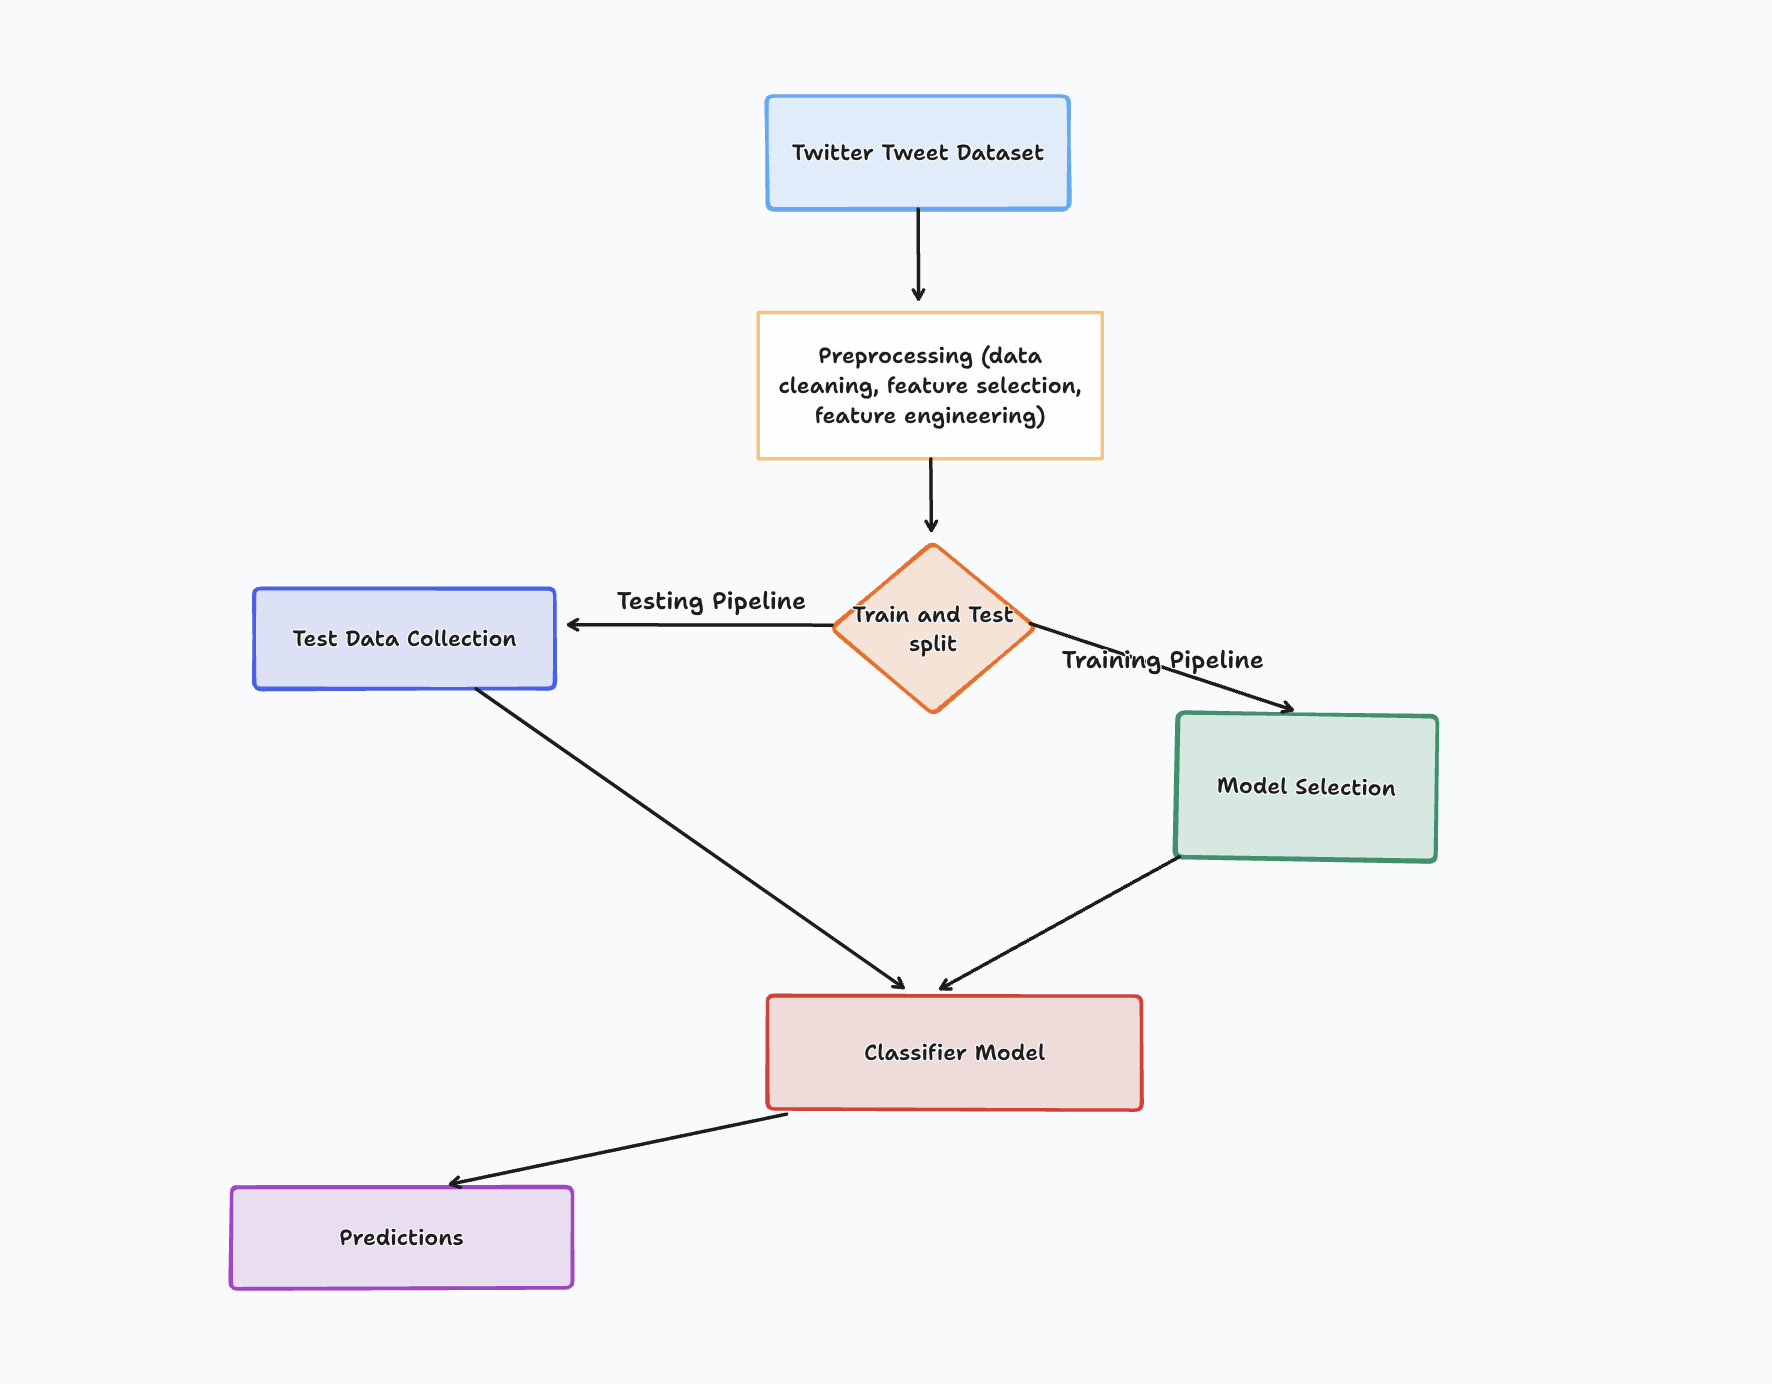 Twitter Tweet Dataset
Preprocessing (data
cleaning, feature selection,
feature engineering)
Testing Pipeline
Train and Test
split
Test Data Collection
Training Pipeline
Model Selection
Classifier Model
Predictions